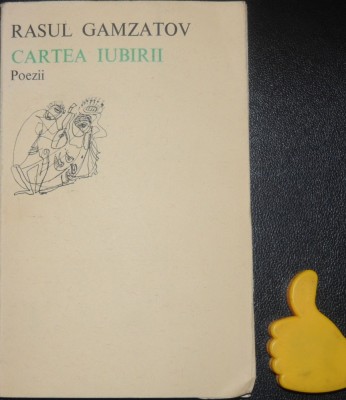 RASUL GAMZATOV
CARTEA IUBIRII
Poezii